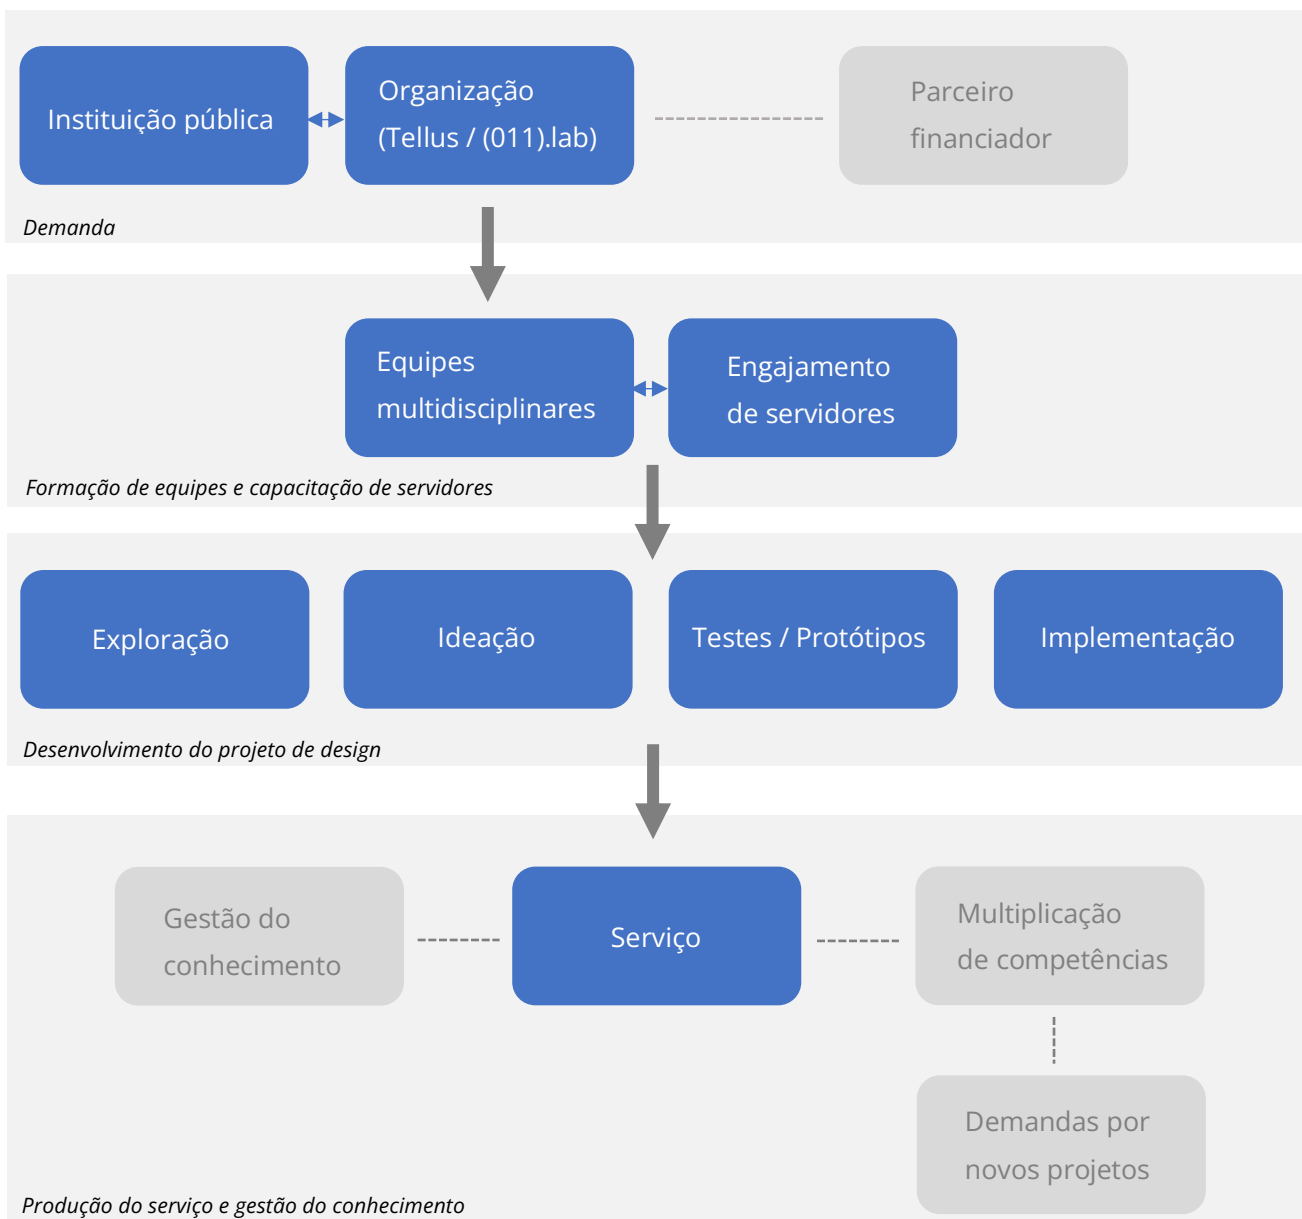 Instituição pública
Organização
(Tellus / (011).lab)
Parceiro
financiador
Demanda
Equipes
multidisciplinares
Engajamento
de servidores
Formação de equipes e capacitação de servidores
Exploração
Ideação
Testes / Protótipos
Implementação
Desenvolvimento do projeto de design
Gestão do
conhecimento
Serviço
Multiplicação
de competências
Demandas por
novos projetos
Produção do serviço e gestão do conhecimento